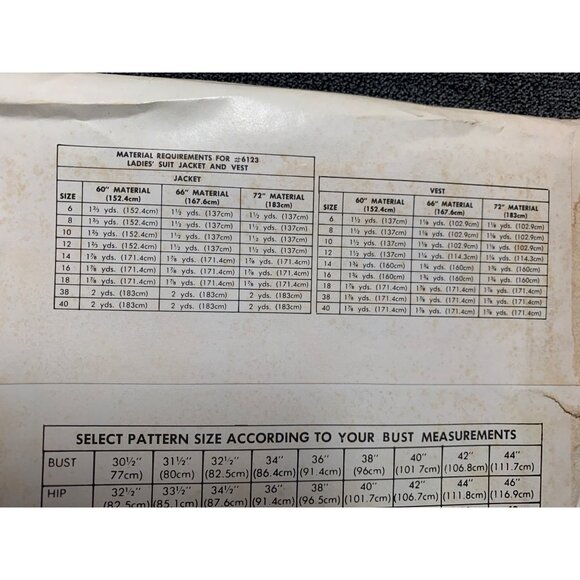 MATERIAL REQUIREMENTS FOR #6123
LADIES' SUIT JACKET AND VEST
JACKET
SIZE 60" MATERIAL (152.4cm) 66" MATERIAL (167.6cm) 72" MATERIAL (183cm)
6 1⅔ yds. (152.4cm) 1½ yds. (137cm) 1½ yds. (137cm)
8 1⅔ yds. (152.4cm) 1½ yds. (137cm) 1½ yds. (137cm)
10 1⅔ yds. (152.4cm) 1½ yds. (137cm) 1½ yds. (137cm)
12 1⅔ yds. (152.4cm) 1½ yds. (137cm) 1½ yds. (137cm)
14 1⅞ yds. (171.4cm) 1⅞ yds. (171.4cm) 1⅞ yds. (171.4cm)
16 1⅞ yds. (171.4cm) 1⅞ yds. (171.4cm) 1⅞ yds. (171.4cm)
18 1⅞ yds. (171.4cm) 1⅞ yds. (171.4cm) 1⅞ yds. (171.4cm)
38 2 yds. (183cm) 2 yds. (183cm) 2 yds. (183cm)
40 2 yds. (183cm) 2 yds. (183cm) 2 yds. (183cm)
VEST
SIZE 60" MATERIAL (152.4cm) 66" MATERIAL (167.6cm) 72" MATERIAL (183cm)
6 1½ yds. (137cm) 1⅛ yds. (102.9cm) 1⅛ yds. (102.9cm)
8 1½ yds. (137cm) 1⅛ yds. (102.9cm) 1⅛ yds. (102.9cm)
10 1½ yds. (137cm) 1⅛ yds. (102.9cm) 1⅛ yds. (102.9cm)
12 1½ yds. (137cm) 1¼ yds. (114.3cm) 1¼ yds. (114.3cm)
14 1¾ yds. (160cm) 1¾ yds. (160cm) 1¾ yds. (160cm)
16 1¾ yds. (160cm) 1¾ yds. (160cm) 1¾ yds. (160cm)
18 1⅞ yds. (171.4cm) 1⅞ yds. (171.4cm) 1⅞ yds. (171.4cm)
38 1⅞ yds. (171.4cm) 1⅞ yds. (171.4cm) 1⅞ yds. (171.4cm)
40 1⅞ yds. (171.4cm) 1⅞ yds. (171.4cm) 1⅞ yds. (171.4cm)
SELECT PATTERN SIZE ACCORDING TO YOUR BUST MEASUREMENTS
BUST 30½" 31½" 32½" 34" 36" 38" 40" 42" 44"
77cm) (80cm) (82.5cm) (86.4cm) (91.4cm) (96cm) (101.7cm) (106.8cm) (111.7cm)
HIP 32½" 33½" 34½" 36" 38" 40" 42" 44" 46"
(82.5cm) (85.1cm) (87.6cm) (91.4cm) (96.5cm) (101.7cm) (106.7cm) (111.8cm) (116.9cm)